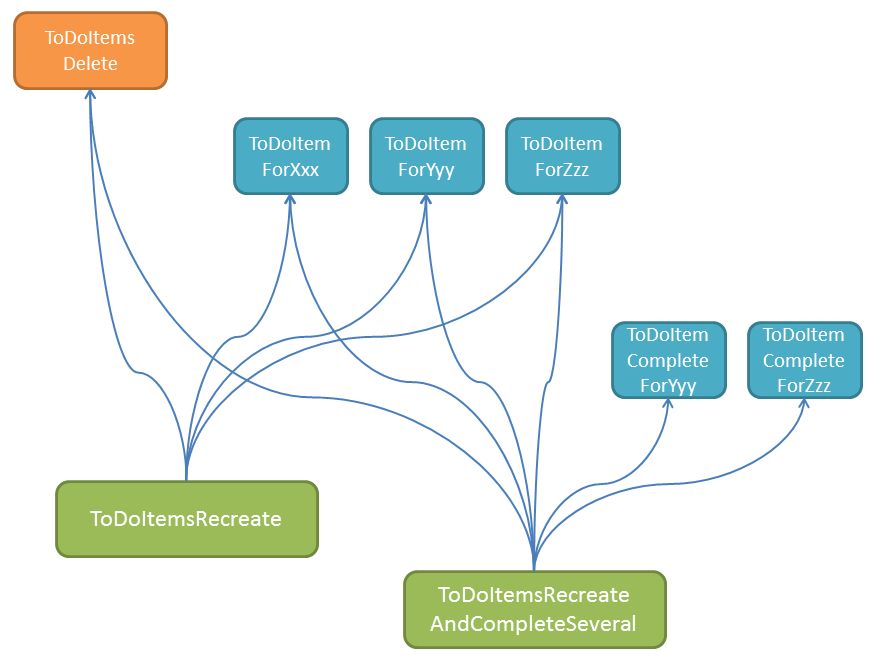 ToDoItems
Delete
ToDoItem
ForXxx
ToDoItem
ForYyy
ToDoItem
ForZzz
ToDoItem
Complete
ForYyy
ToDoItem
Complete
ForZzz
ToDoItemsRecreate
ToDoItemsRecreate
AndCompleteSeveral